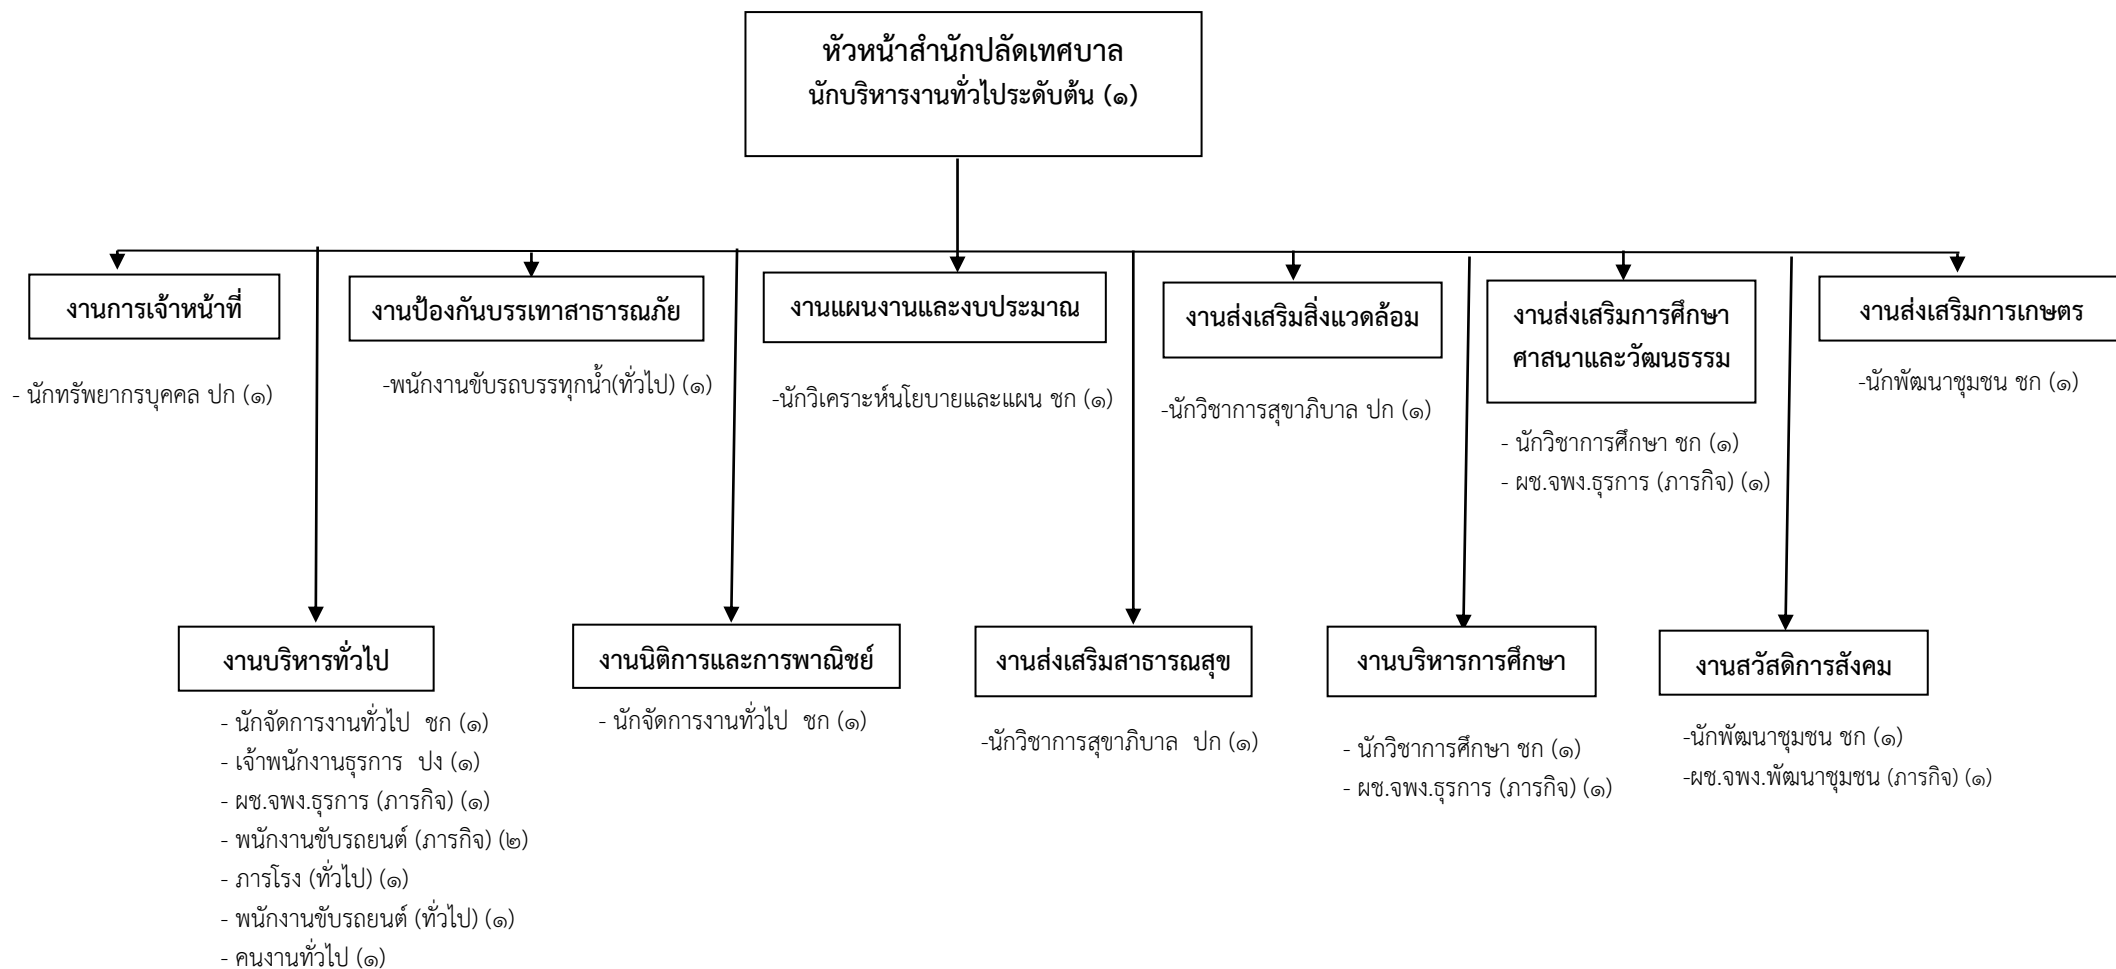 หัวหน้าสำนักปลัดเทศบาล
นักบริหารงานทั่วไประดับต้น (๑)
งานการเจ้าหน้าที่
- นักทรัพยากรบุคคล ปก (๑)
งานป้องกันบรรเทาสาธารณภัย
-พนักงานขับรถบรรทุกน้ำ(ทั่วไป) (๑)
งานแผนงานและงบประมาณ
-นักวิเคราะห์นโยบายและแผน ชก (๑)
งานส่งเสริมสิ่งแวดล้อม
-นักวิชาการสุขาภิบาล ปก (๑)
งานส่งเสริมการศึกษา
ศาสนาและวัฒนธรรม
- นักวิชาการศึกษา ชก (๑)
- ผช.จพง.ธุรการ (ภารกิจ) (๑)
งานส่งเสริมการเกษตร
-นักพัฒนาชุมชน ชก (๑)
งานบริหารทั่วไป
- นักจัดการงานทั่วไป  ชก (๑)
- เจ้าพนักงานธุรการ  ปง (๑)
- ผช.จพง.ธุรการ (ภารกิจ) (๑)
- พนักงานขับรถยนต์ (ภารกิจ) (๒)
- ภารโรง (ทั่วไป) (๑)
- พนักงานขับรถยนต์ (ทั่วไป) (๑)
- คนงานทั่วไป (๑)
งานนิติการและการพาณิชย์
- นักจัดการงานทั่วไป  ชก (๑)
งานส่งเสริมสาธารณสุข
-นักวิชาการสุขาภิบาล  ปก (๑)
งานบริหารการศึกษา
- นักวิชาการศึกษา ชก (๑)
- ผช.จพง.ธุรการ (ภารกิจ) (๑)
งานสวัสดิการสังคม
-นักพัฒนาชุมชน ชก (๑)
-ผช.จพง.พัฒนาชุมชน (ภารกิจ) (๑)